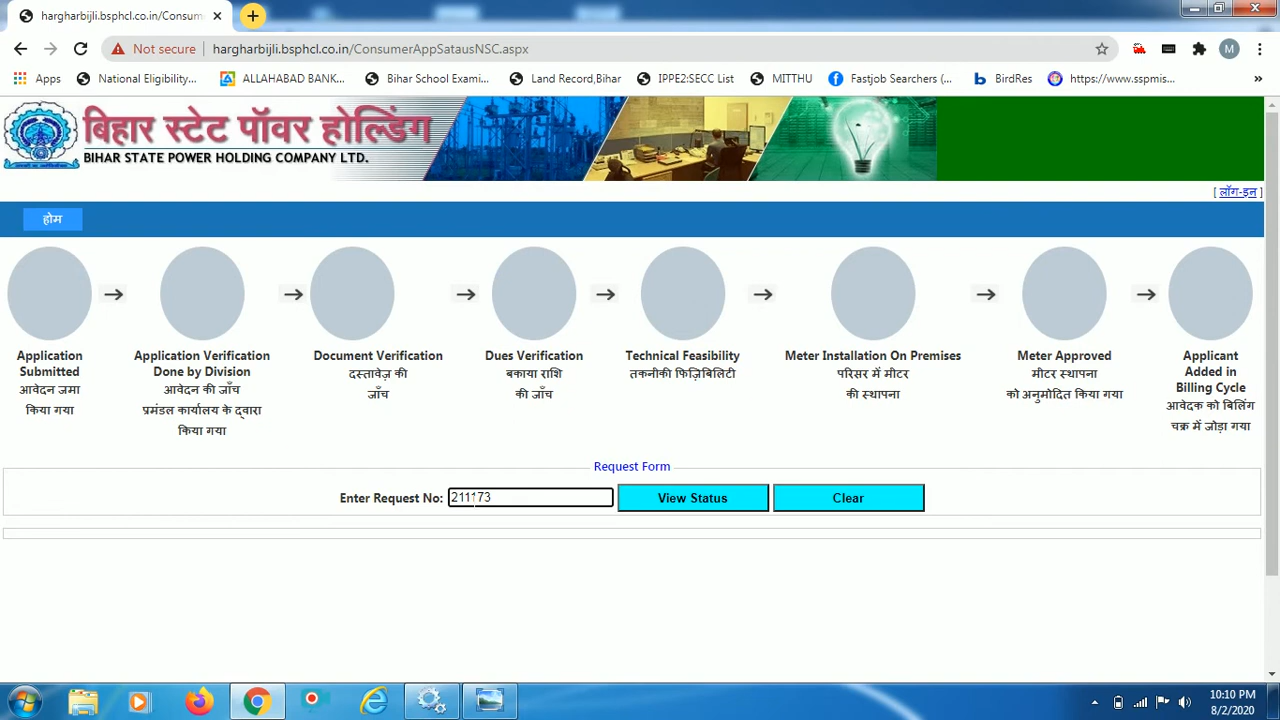 hargharbijli.bsphcl.co.in/Consum
Not secure
hargharbijli.bsphcl.co.in/ConsumerAppSatausNSC.aspx
M
Apps
National Eligibility...
ALLAHABAD BANK...
Bihar School Exami...
Land Record,Bihar
IPPE2:SECC List
MITTHU
Fastjob Searchers (...
BirdRes
https://www.sspmis...
»
बिहार स्टेट पॉवर होल्डिंग
BIHAR STATE POWER HOLDING COMPANY LTD.
[ लॉग-इन ]
होम
Application
Submitted
आवेदन जमा
किया गया
Application Verification
Done by Division
आवेदन की जाँच
प्रमंडल कार्यालय के द्वारा
किया गया
Document Verification
दस्तावेज़ की
जाँच
Dues Verification
बकाया राशि
की जाँच
Technical Feasibility
तकनीकी फिज़िबिलिटी
Meter Installation On Premises
परिसर में मीटर
की स्थापना
Meter Approved
मीटर स्थापना
को अनुमोदित किया गया
Applicant
Added in
Billing Cycle
आवेदक को बिलिंग
चक्र में जोड़ा गया
Request Form
Enter Request No: 211173
View Status
Clear
10:10 PM
8/2/2020